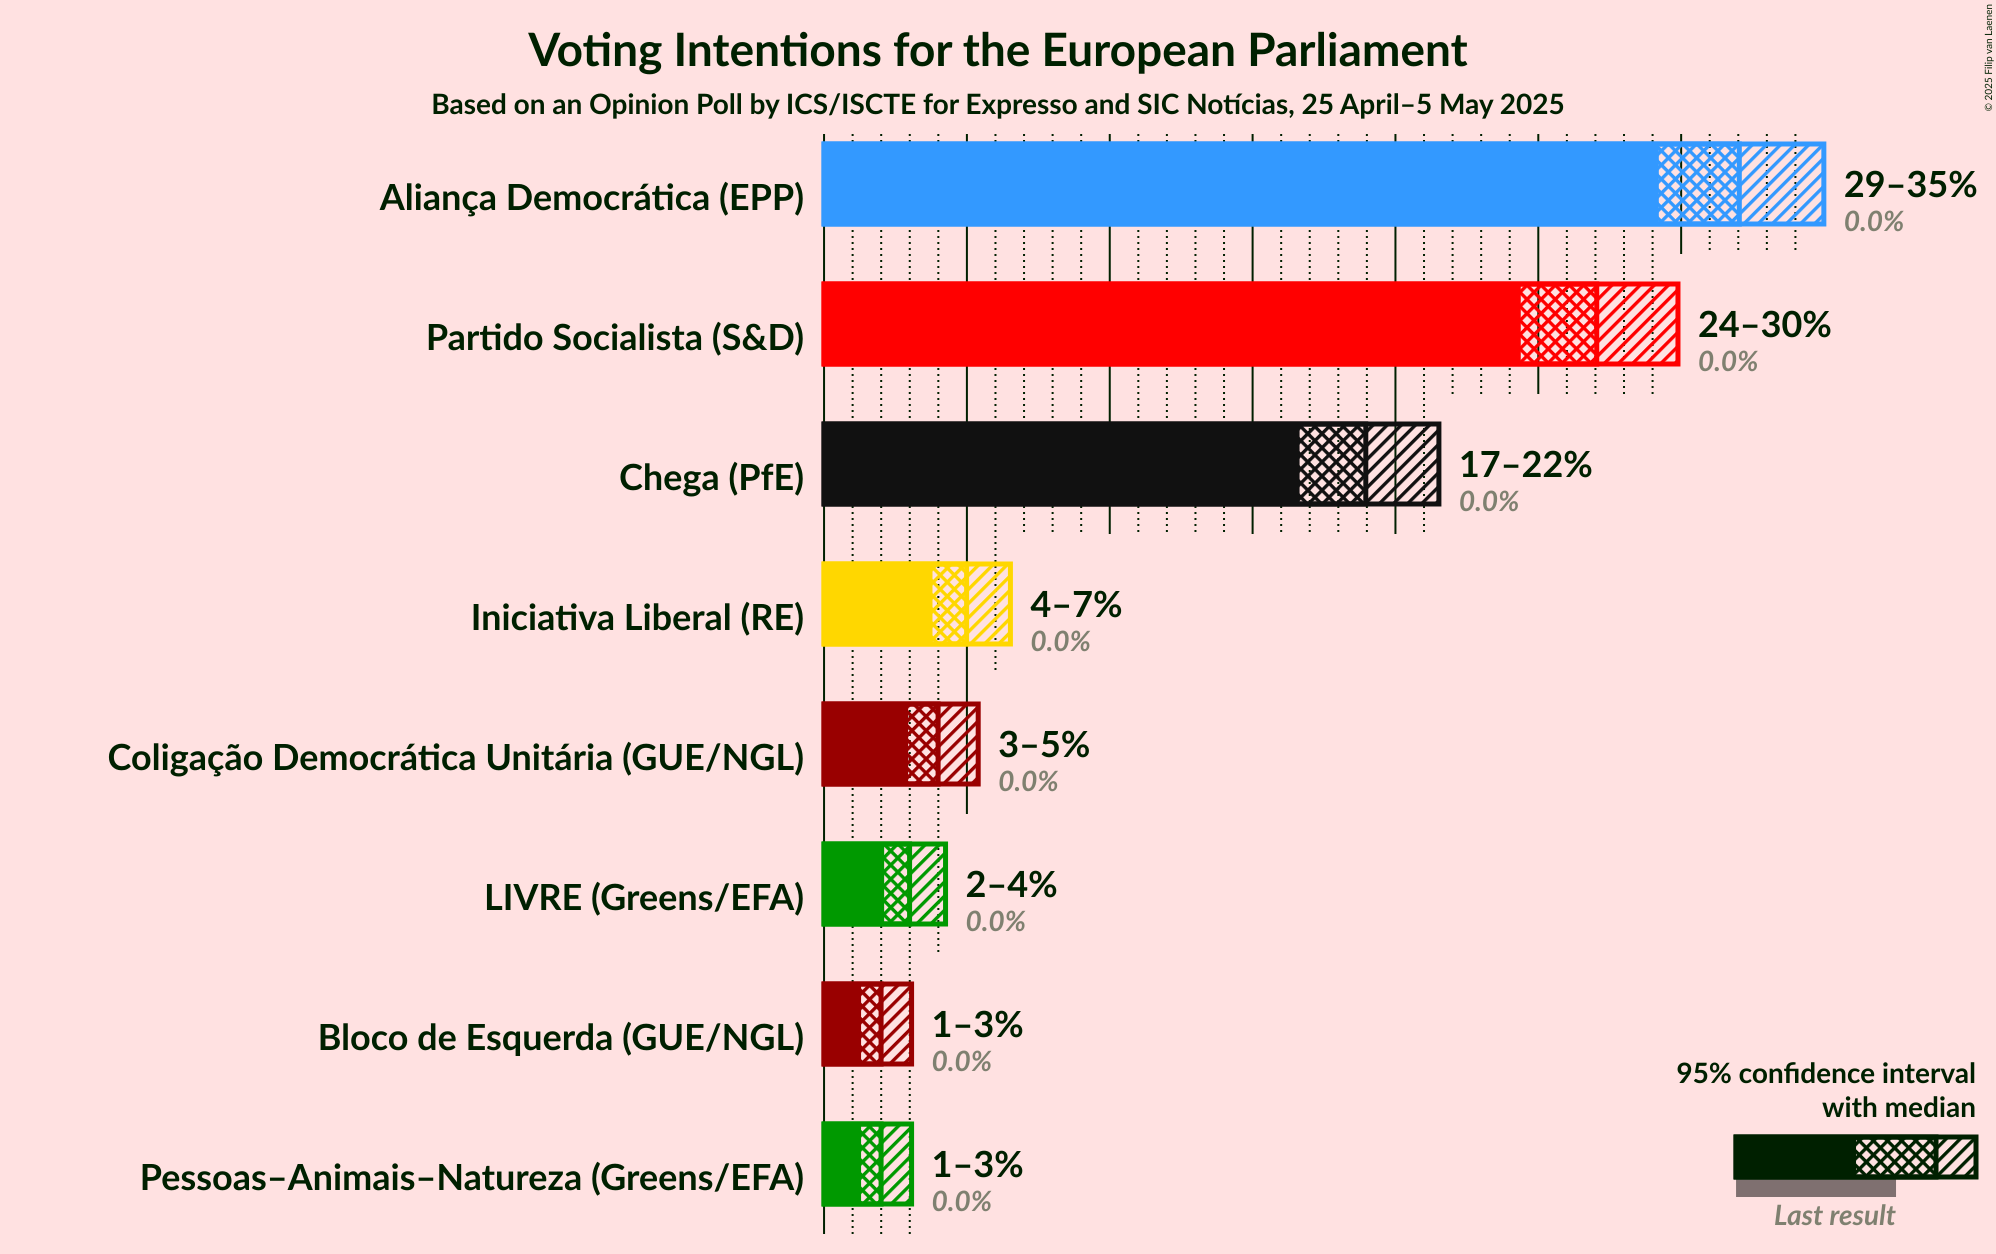 Voting Intentions for the European Parliament
Based on an Opinion Poll by ICS/ISCTE for Expresso and SIC Notícias, 25 April–5 May 2025
© 2025 Filip van Laenen
Aliança Democrática (EPP)
29–35%
0.0%
Partido Socialista (S&D)
24–30%
0.0%
Chega (PfE)
17–22%
0.0%
Iniciativa Liberal (RE)
4–7%
0.0%
Coligação Democrática Unitária (GUE/NGL)
3–5%
0.0%
LIVRE (Greens/EFA)
2–4%
0.0%
Bloco de Esquerda (GUE/NGL)
1–3%
0.0%
Pessoas–Animais–Natureza (Greens/EFA)
1–3%
0.0%
95% confidence interval
with median
Last result